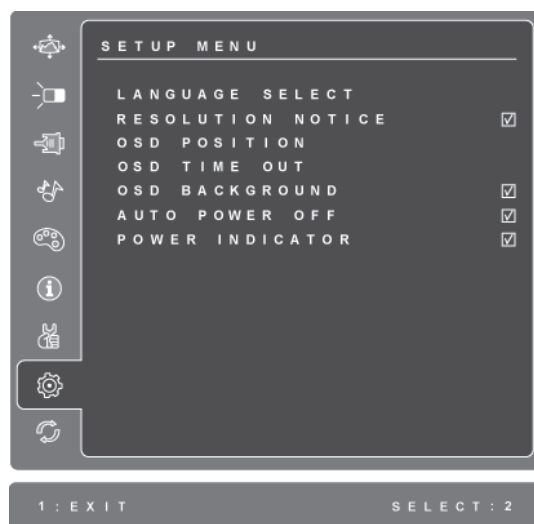 SETUP MENU
LANGUAGE SELECT
RESOLUTION NOTICE
OSD POSITION
OSD TIME OUT
OSD BACKGROUND
AUTO POWER OFF
POWER INDICATOR
1:EXIT SELECT:2